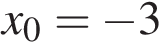 x₀ = −3